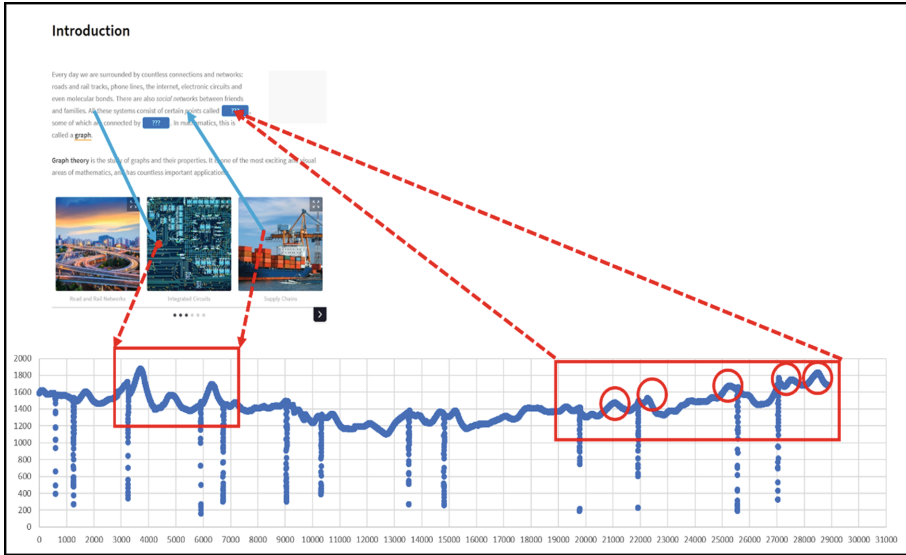 Introduction
Every day we are surrounded by countless connections and networks:
roads and rail tracks, phone lines, the internet, electronic circuits and
even molecular bonds. There are also social networks between friends
and families. All these systems consist of certain points called ???
some of which are connected by ??? . In mathematics, this is
called a graph.
Graph theory is the study of graphs and their properties. It is one of the most exciting and visual
areas of mathematics, and has countless important applications
Road and Rail Networks Integrated Circuits Supply Chains
2000
1800
1600
1400
1200
1000
800
600
400
200
0
0 1000 2000 3000 4000 5000 6000 7000 8000 9000 10000 11000 12000 13000 14000 15000 16000 17000 18000 19000 20000 21000 22000 23000 24000 25000 26000 27000 28000 29000 30000 31000